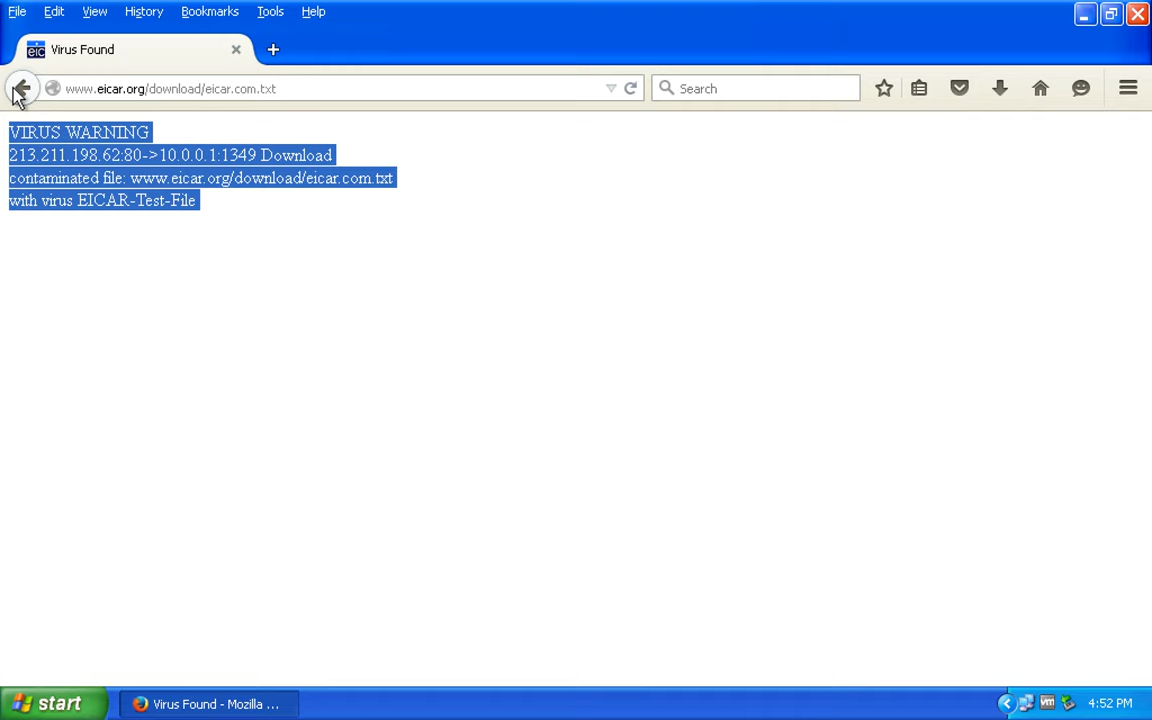 File Edit View History Bookmarks Tools Help
eic Virus Found
www.eicar.org/download/eicar.com.txt Search
VIRUS WARNING
213.211.198.62:80->10.0.0.1:1349 Download
contaminated file: www.eicar.org/download/eicar.com.txt
with virus EICAR-Test-File
start Virus Found - Mozilla ... vm 4:52 PM